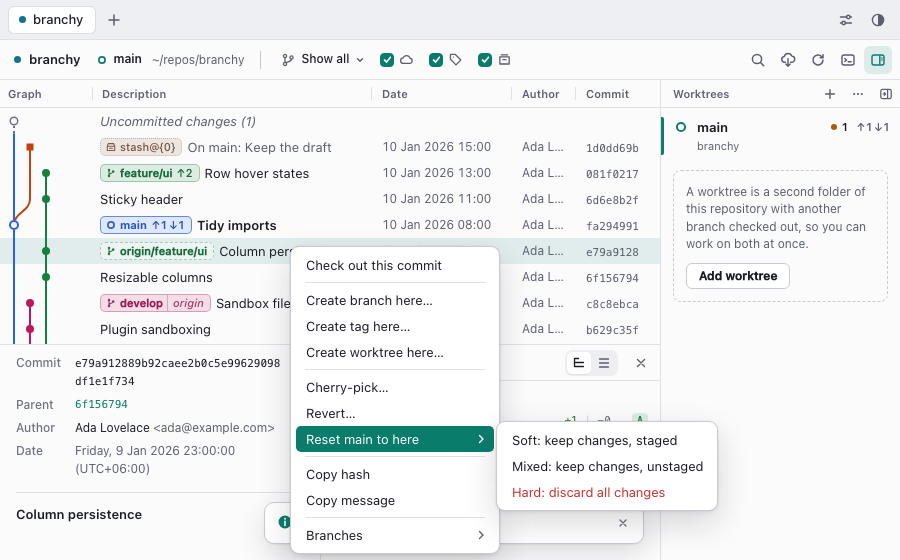 branchy
branchy main ~/repos/branchy Show all
Graph Description Date Author Commit
Uncommitted changes (1)
stash@{0} On main: Keep the draft 10 Jan 2026 15:00 Ada L... 1d0dd69b
feature/ui ↑2 Row hover states 10 Jan 2026 13:00 Ada L... 081f0217
Sticky header 10 Jan 2026 11:00 Ada L... 6d6e8b2f
main ↑1↓1 Tidy imports 10 Jan 2026 08:00 Ada L... fa294991
origin/feature/ui Column Ada L... e79a9128
Resizable columns Ada L... 6f156794
develop origin Sandbox Ada L... c8c8ebca
Plugin sandboxing Ada L... b629c35f
Worktrees
main 1 ↑1↓1
branchy
A worktree is a second folder of
this repository with another
branch checked out, so you can
work on both at once.
Add worktree
Commit e79a912889b92caee2b0c5e99629098
df1e1f734
Parent 6f156794
Author Ada Lovelace <ada@example.com>
Date Friday, 9 Jan 2026 23:00:00
(UTC+06:00)
Column persistence
Check out this commit
Create branch here...
Create tag here...
Create worktree here...
Cherry-pick...
Revert...
Reset main to here
Copy hash
Copy message
Branches
Soft: keep changes, staged
Mixed: keep changes, unstaged
Hard: discard all changes